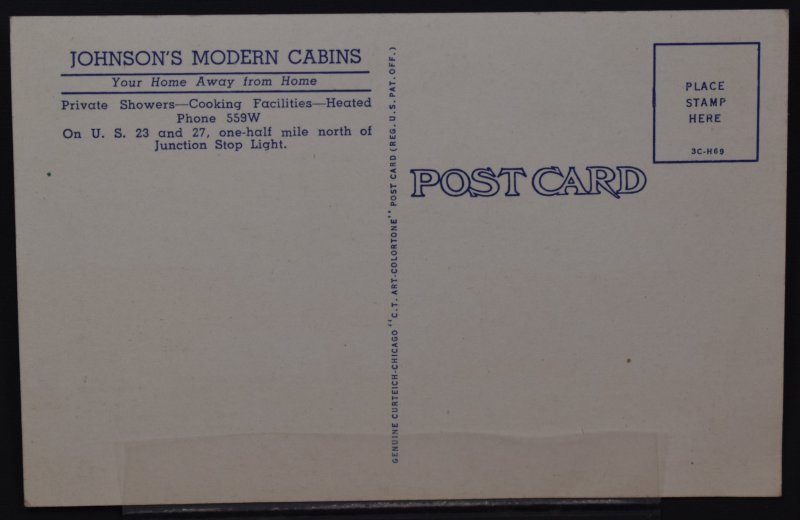 JOHNSON'S MODERN CABINS
Your Home Away from Home
Private Showers—Cooking Facilities—Heated
Phone 559W
On U. S. 23 and 27, one-half mile north of
Junction Stop Light.
GENUINE CURTEICH-CHICAGO "C.T. ART-COLORTONE" POST CARD (REG. U.S. PAT. OFF.)
POST CARD
PLACE
STAMP
HERE
3C-H69